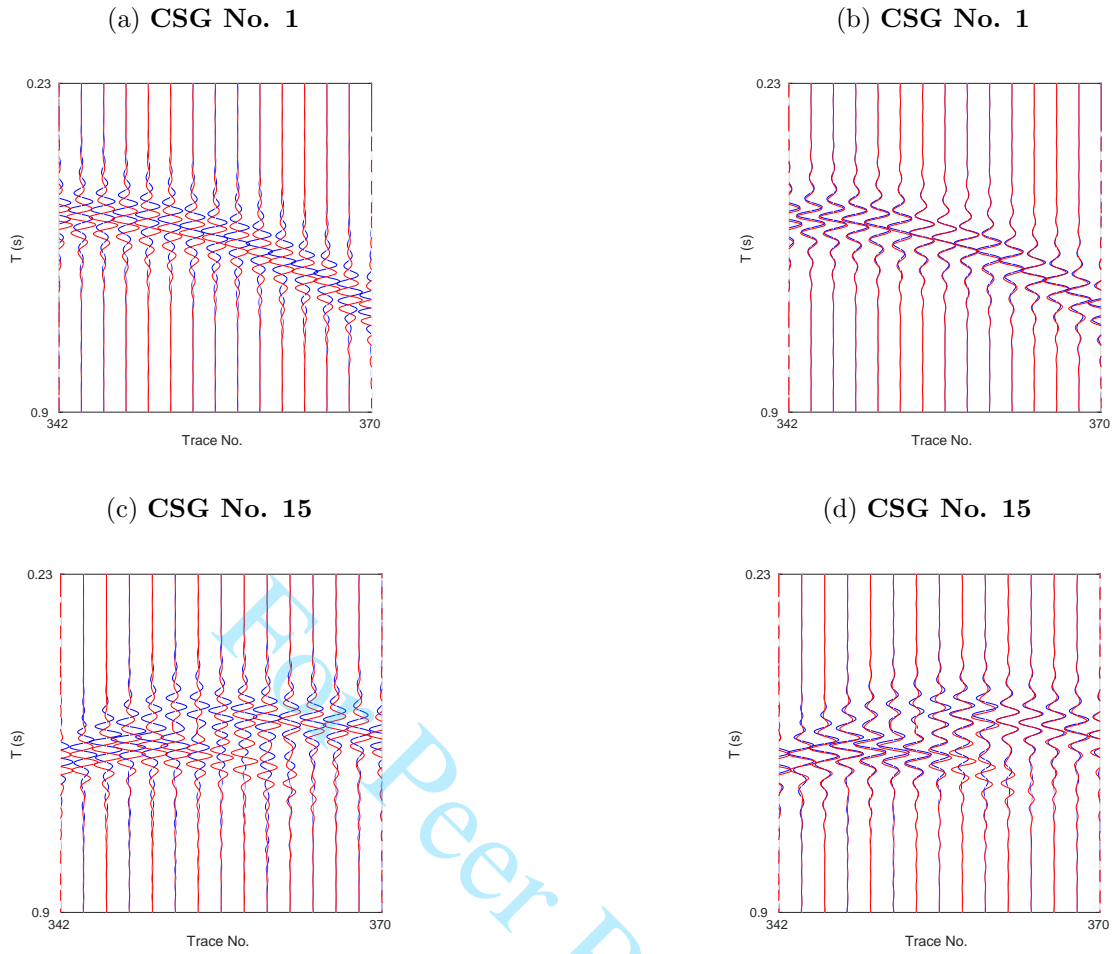 (a) CSG No. 1
0.23
T (s)
0.9
342
370
Trace No.
(b) CSG No. 1
0.23
T (s)
0.9
342
370
Trace No.
(c) CSG No. 15
0.23
T (s)
0.9
342
370
Trace No.
(d) CSG No. 15
0.23
T (s)
0.9
342
370
Trace No.
For Peer